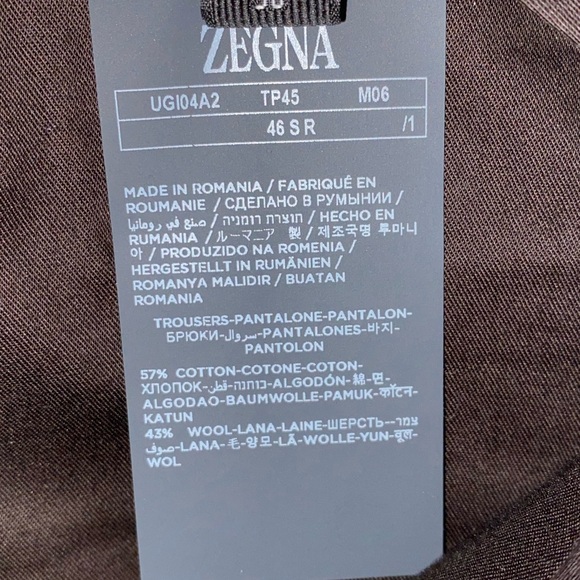 ZEGNA
UGI04A2 TP45 M06
46 S R /1
MADE IN ROMANIA / FABRIQUÉ EN
ROUMANIE / СДЕЛАНО В РУМЫНИИ /
صنع في رومانيا / תוצרת רומניה / HECHO EN
RUMANIA / ルーマニア 製 / 제조국명 루마니
아 / PRODUZIDO NA ROMENIA /
HERGESTELLT IN RUMÄNIEN /
ROMANYA MALIDIR / BUATAN
ROMANIA
TROUSERS-PANTALONE-PANTALON-
БРЮКИ-سروال-PANTALONES-바지-
PANTOLON
57% COTTON-COTONE-COTON-
ХЛОПОК-قطن-כותנה-ALGODÓN-綿-면-
ALGODAO-BAUMWOLLE-PAMUK-कॉटन-
KATUN
43% WOOL-LANA-LAINE-ШЕРСТЬ-צמר-
صوف-LANA-毛-양모-LÃ-WOLLE-YUN-वूल-
WOL